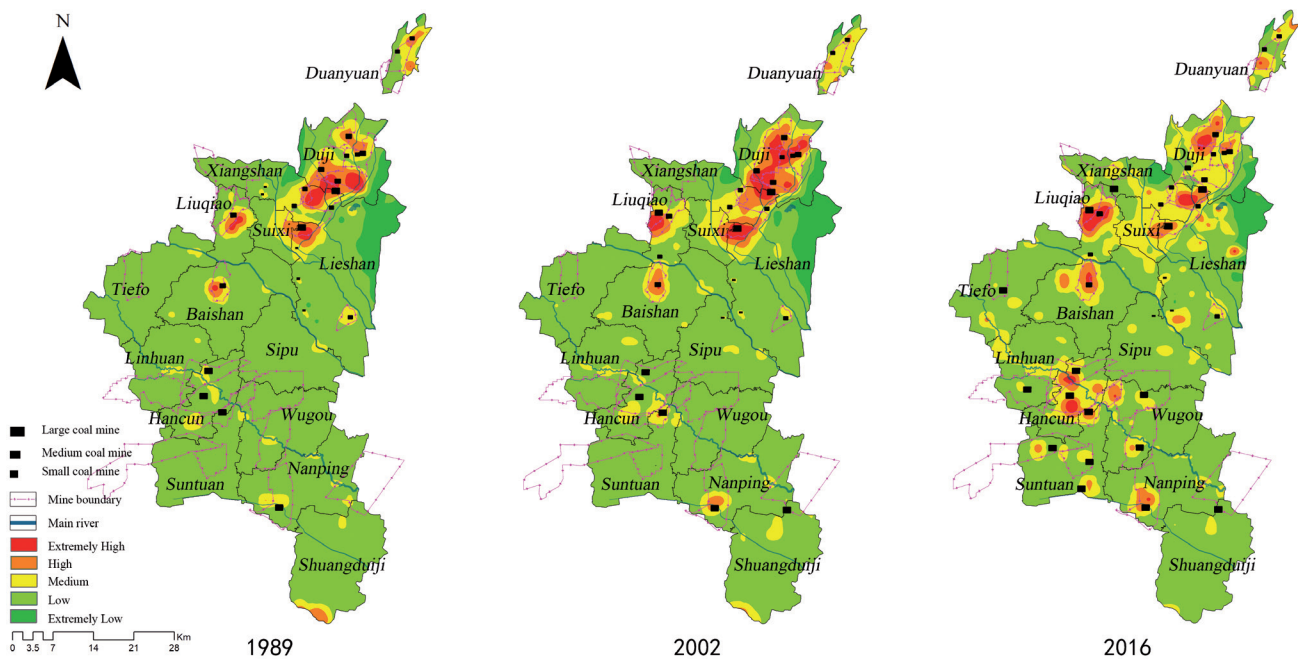 N
Duanyuan
Duji
Xiangshan
Liuqiao
Suixi
Lieshan
Tiefo
Baishan
Sipu
Linhuan
Hancun
Wugou
Nanping
Suntuan
Shuangduiji
Duanyuan
Duji
Xiangshan
Liuqiao
Suixi
Lieshan
Tiefo
Baishan
Sipu
Linhuan
Hancun
Wugou
Nanping
Suntuan
Shuangduiji
Duanyuan
Duji
Xiangshan
Liuqiao
Suixi
Lieshan
Tiefo
Baishan
Sipu
Linhuan
Hancun
Wugou
Nanping
Suntuan
Shuangduiji
Large coal mine
Medium coal mine
Small coal mine
Mine boundary
Main river
Extremely High
High
Medium
Low
Extremely Low
0 3.5 7 14 21 28 Km
1989
2002
2016